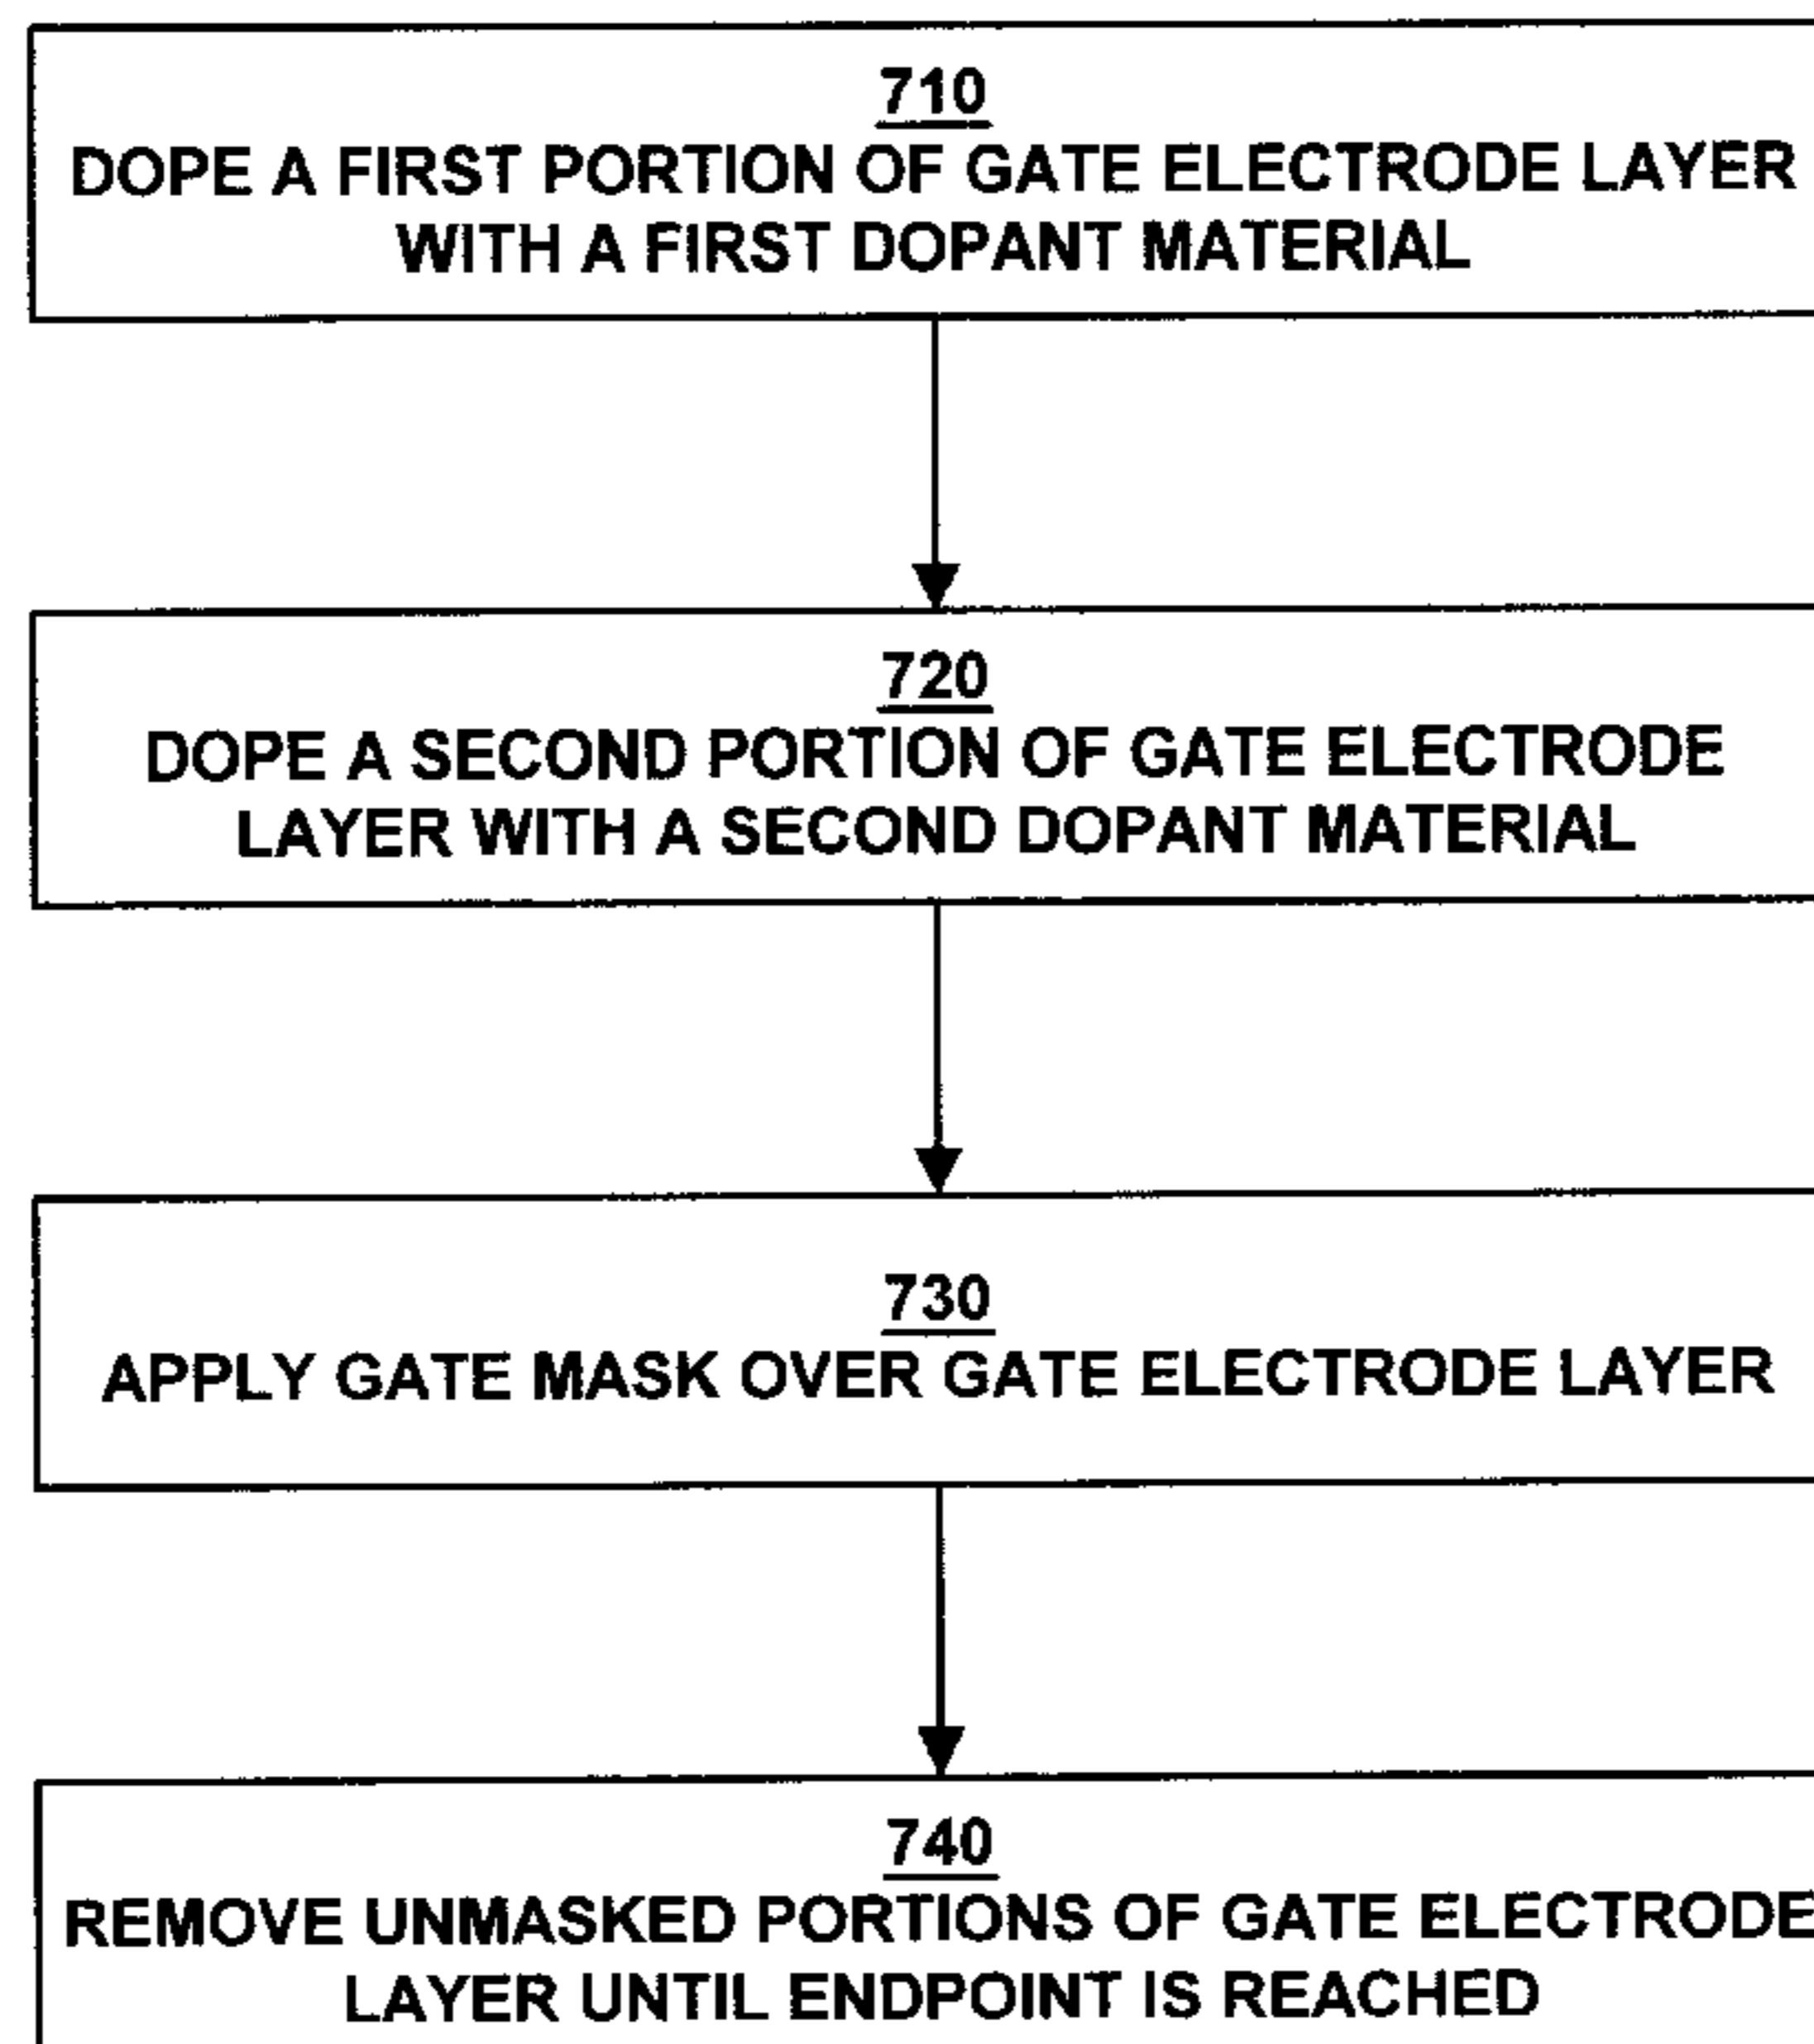 710
DOPE A FIRST PORTION OF GATE ELECTRODE LAYER
WITH A FIRST DOPANT MATERIAL
720
DOPE A SECOND PORTION OF GATE ELECTRODE
LAYER WITH A SECOND DOPANT MATERIAL
730
APPLY GATE MASK OVER GATE ELECTRODE LAYER
740
REMOVE UNMASKED PORTIONS OF GATE ELECTRODE
LAYER UNTIL ENDPOINT IS REACHED